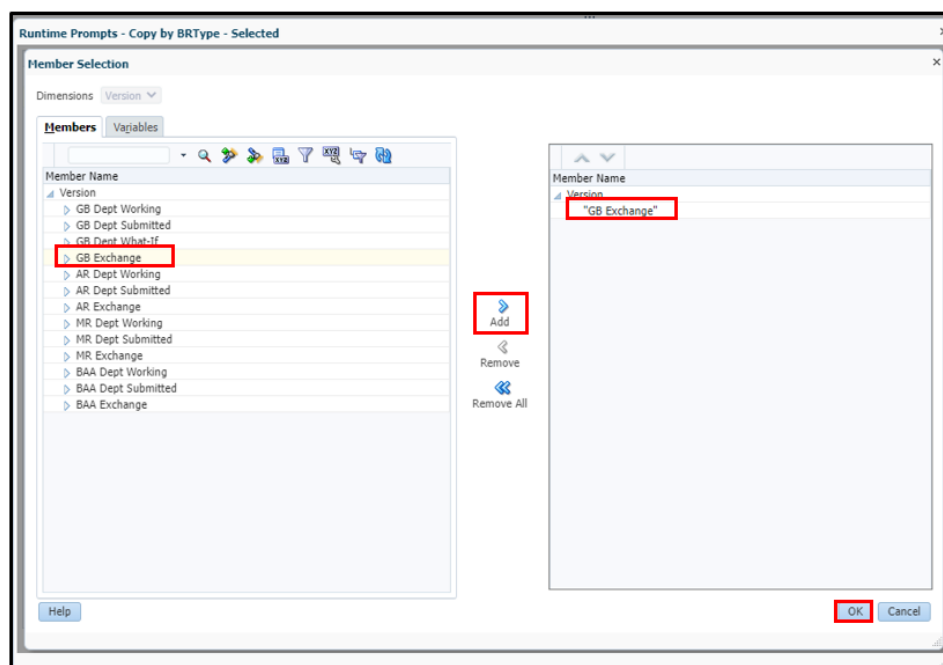 Runtime Prompts - Copy by BRType - Selected
Member Selection
Dimensions Version
Members Variables
Member Name
Version
GB Dept Working
GB Dept Submitted
GB Dept What-If
GB Exchange
AR Dept Working
AR Dept Submitted
AR Exchange
MR Dept Working
MR Dept Submitted
MR Exchange
BAA Dept Working
BAA Dept Submitted
BAA Exchange
Add
Remove
Remove All
Member Name
Version
"GB Exchange"
Help
OK Cancel